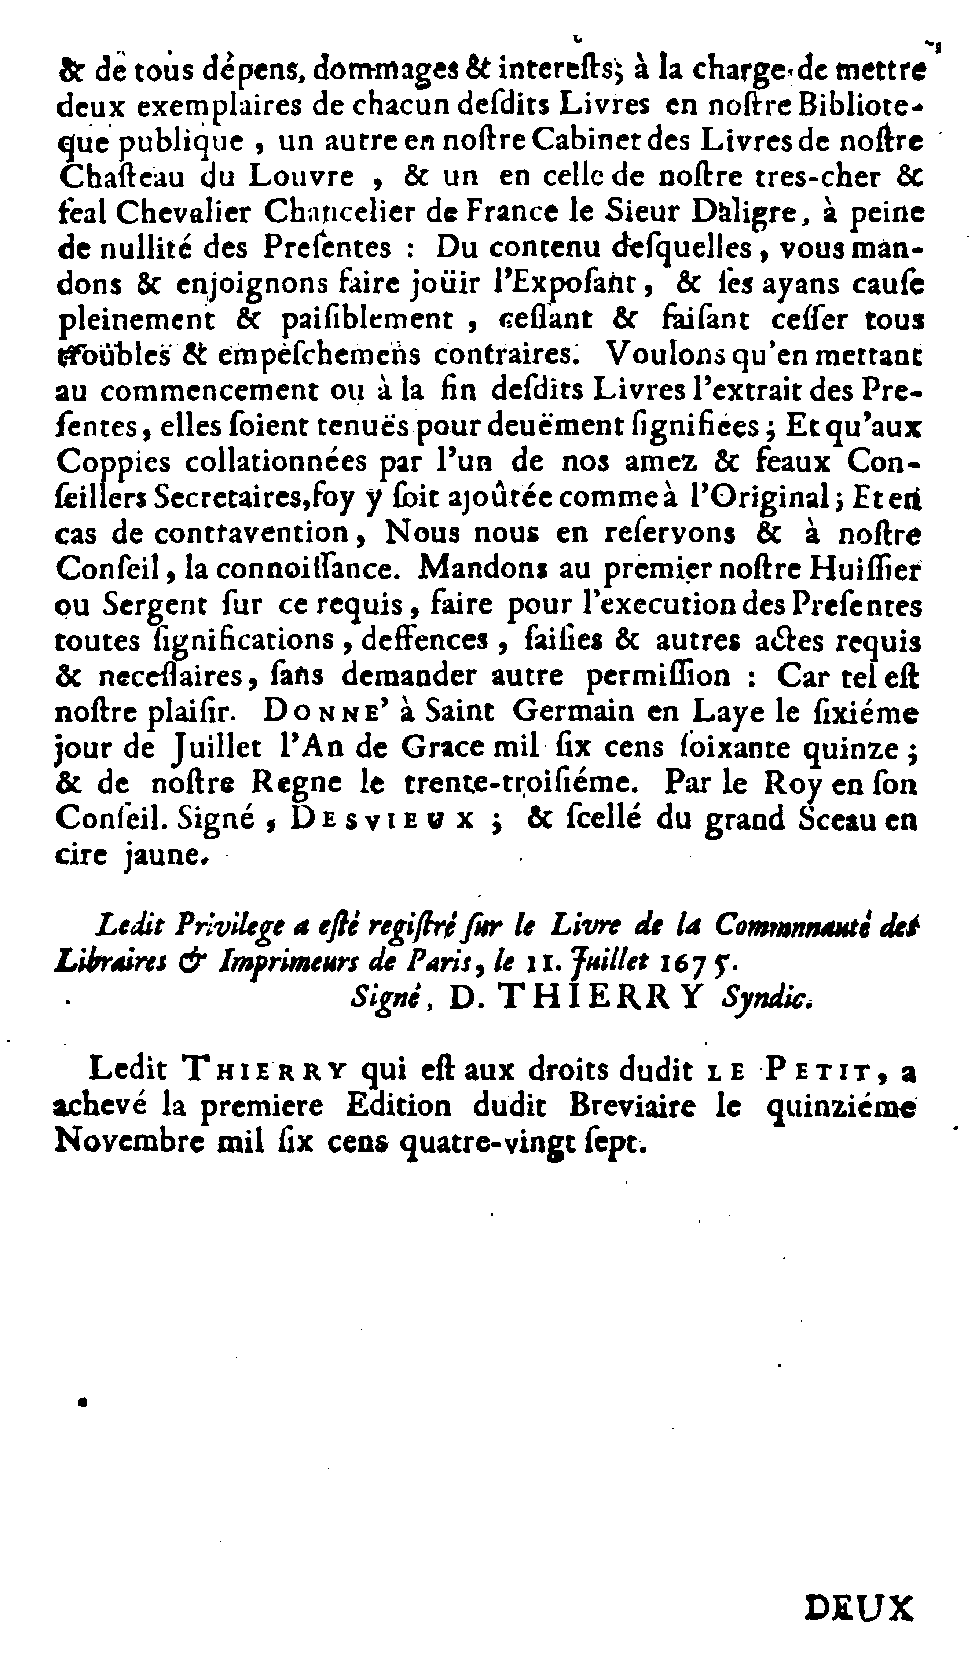 & de tous dépens, dommages & interests; à la charge de mettre
deux exemplaires de chacun desdits Livres en nostre Bibliote-
que publique, un autre en nostre Cabinet des Livres de nostre
Chasteau du Louvre, & un en celle de nostre tres-cher &
feal Chevalier Chancelier de France le Sieur Daligre, à peine
de nullité des Presentes : Du contenu desquelles, vous man-
dons & enjoignons faire joüir l'Exposant, & ses ayans cause
pleinement & paisiblement, cessant & faisant cesser tous
troubles & empeschemens contraires. Voulons qu'en mettant
au commencement ou à la fin desdits Livres l'extrait des Pre-
sentes, elles soient tenuës pour deuëment signifiées; Et qu'aux
Coppies collationnées par l'un de nos amez & feaux Con-
seillers Secretaires, foy y soit ajoûtée comme à l'Original; Et en
cas de contravention, Nous nous en reservons & à nostre
Conseil, la connoissance. Mandons au premier nostre Huissier
ou Sergent sur ce requis, faire pour l'execution des Presentes
toutes significations, deffences, saisies & autres actes requis
& necessaires, sans demander autre permission : Car tel est
nostre plaisir. DONNE' à Saint Germain en Laye le sixiéme
jour de Juillet l'An de Grace mil six cens soixante quinze;
& de nostre Regne le trente-troisiéme. Par le Roy en son
Conseil. Signé, DESVIEUX; & scellé du grand Sceau en
cire jaune.
Ledit Privilege a esté registré sur le Livre de la Communauté des
Libraires & Imprimeurs de Paris, le 11. Juillet 1675.
Signé, D. THIERRY Syndic.
Ledit THIERRY qui est aux droits dudit LE PETIT, a
achevé la premiere Edition dudit Breviaire le quinziéme
Novembre mil six cens quatre-vingt sept.
DEUX